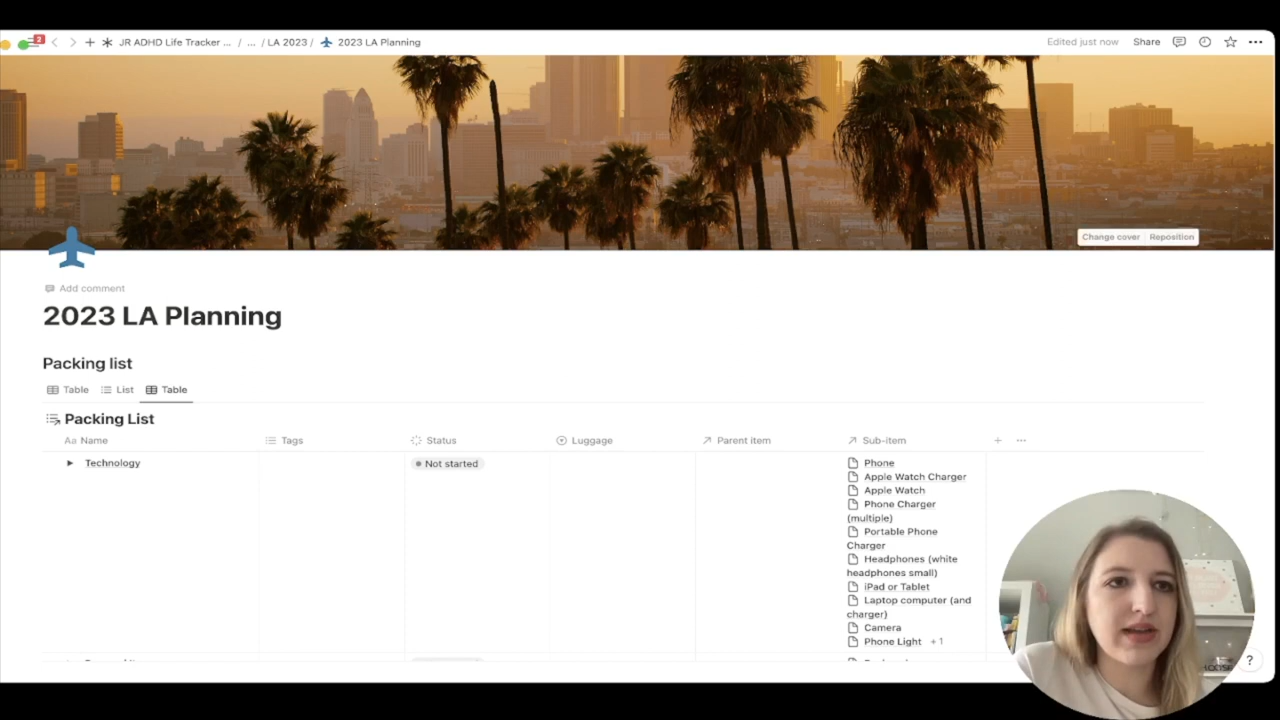 2
JR ADHD Life Tracker ... / ... / LA 2023 / 2023 LA Planning
Edited just now Share
Change cover Reposition
Add comment
2023 LA Planning
Packing list
Table List Table
Packing List
Aa Name Tags Status Luggage Parent item Sub-item
Technology Not started Phone
Apple Watch Charger
Apple Watch
Phone Charger
(multiple)
Portable Phone
Charger
Headphones (white
headphones small)
iPad or Tablet
Laptop computer (and
charger)
Camera
Phone Light +1
?